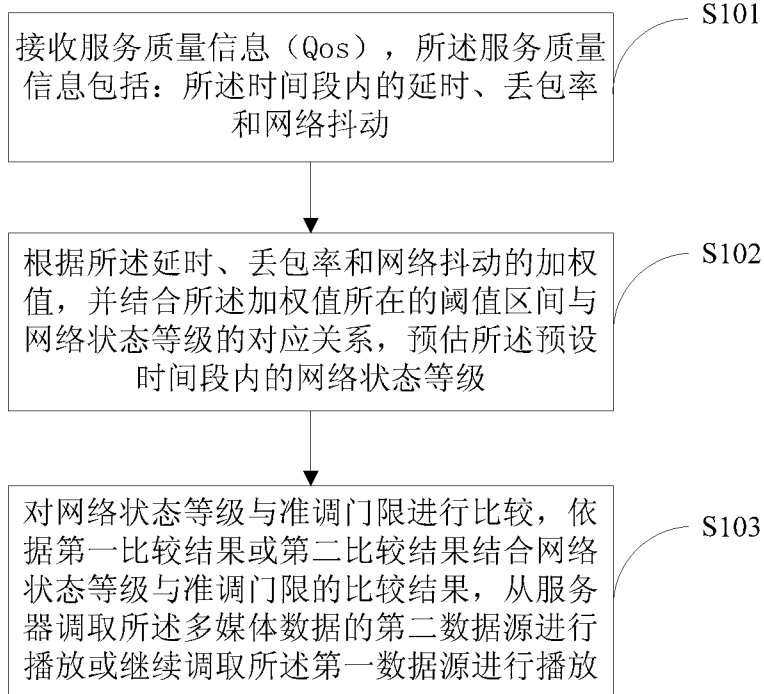 S101
接收服务质量信息（Qos），所述服务质量
信息包括：所述时间段内的延时、丢包率
和网络抖动
S102
根据所述延时、丢包率和网络抖动的加权
值，并结合所述加权值所在的阈值区间与
网络状态等级的对应关系，预估所述预设
时间段内的网络状态等级
S103
对网络状态等级与准调门限进行比较，依
据第一比较结果或第二比较结果结合网络
状态等级与准调门限的比较结果，从服务
器调取所述多媒体数据的第二数据源进行
播放或继续调取所述第一数据源进行播放